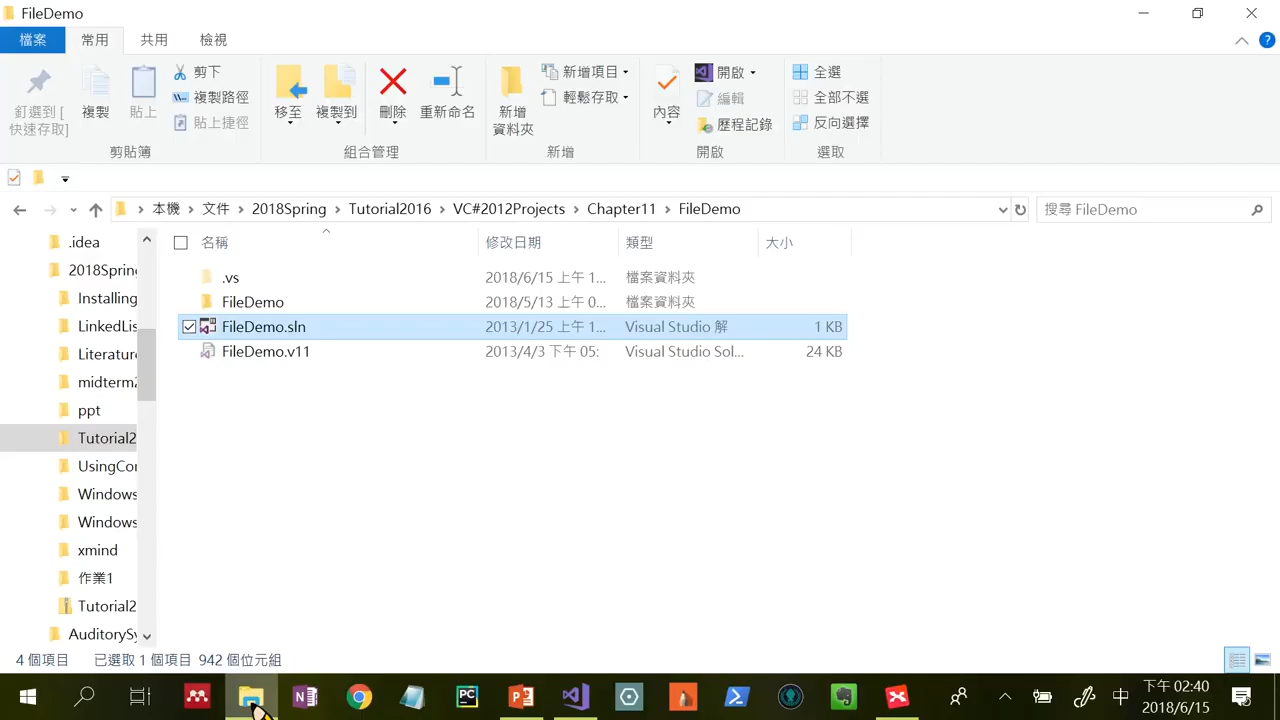 FileDemo
檔案 常用 共用 檢視
釘選到 [快速存取] 複製 貼上 剪下 複製路徑 貼上捷徑 剪貼簿
移至 複製到 刪除 重新命名 組合管理
新增資料夾 新增項目 輕鬆存取 新增
內容 開啟 編輯 歷程記錄 開啟
全選 全部不選 反向選擇 選取
本機 文件 2018Spring Tutorial2016 VC#2012Projects Chapter11 FileDemo
搜尋 FileDemo
.idea
2018Spring
Installing
LinkedLis
Literature
midterm2
ppt
Tutorial2
UsingCor
Windows
Windows
xmind
作業1
Tutorial2
AuditorySy
名稱 修改日期 類型 大小
.vs 2018/6/15 上午 1... 檔案資料夾
FileDemo 2018/5/13 上午 0... 檔案資料夾
FileDemo.sln 2013/1/25 上午 1... Visual Studio 解 1 KB
FileDemo.v11 2013/4/3 下午 05: Visual Studio Sol... 24 KB
4 個項目 已選取 1 個項目 942 個位元組
PC
中
下午 02:40
2018/6/15